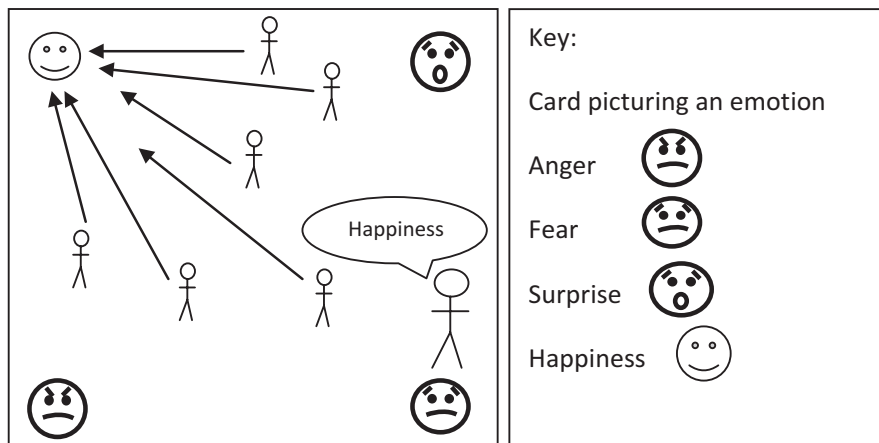 Happiness
Key:
Card picturing an emotion
Anger
Fear
Surprise
Happiness